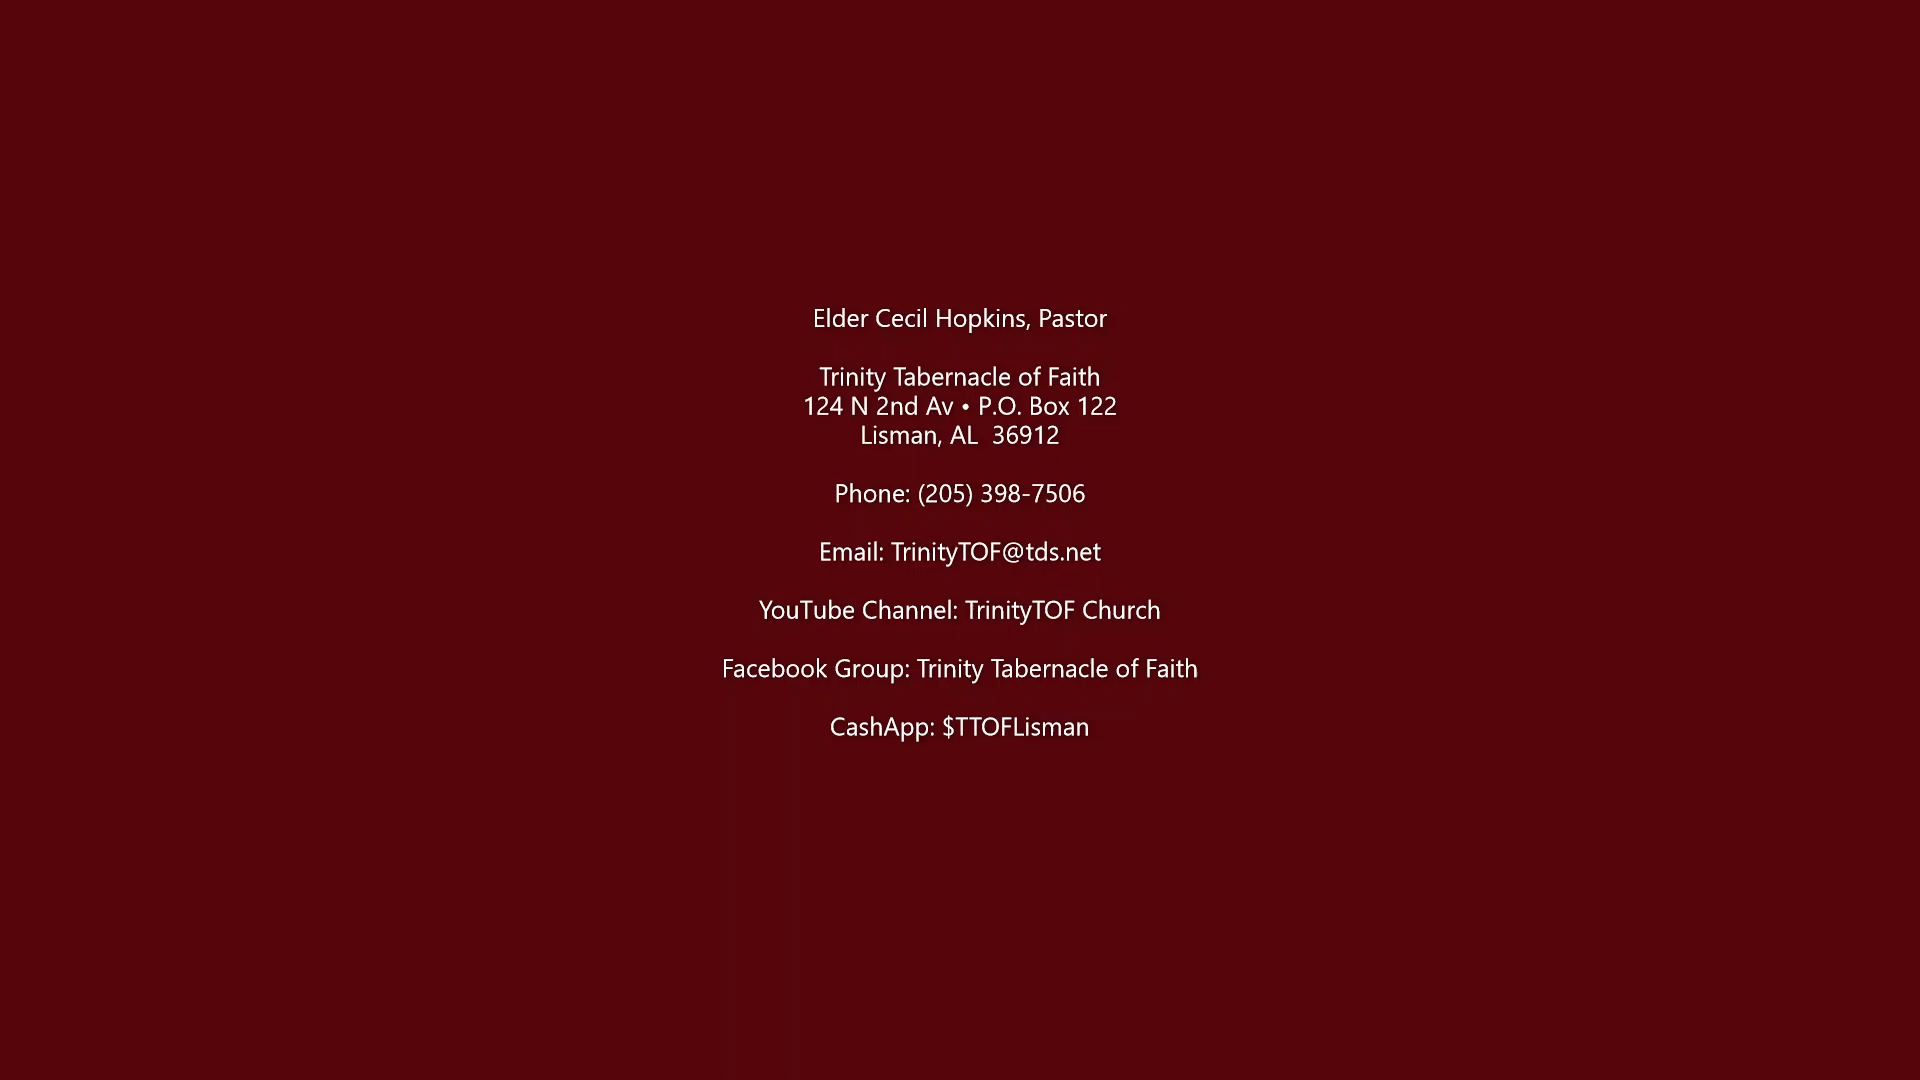 Elder Cecil Hopkins, Pastor
Trinity Tabernacle of Faith
124 N 2nd Av • P.O. Box 122
Lisman, AL  36912
Phone: (205) 398-7506
Email: TrinityTOF@tds.net
YouTube Channel: TrinityTOF Church
Facebook Group: Trinity Tabernacle of Faith
CashApp: $TTOFLisman